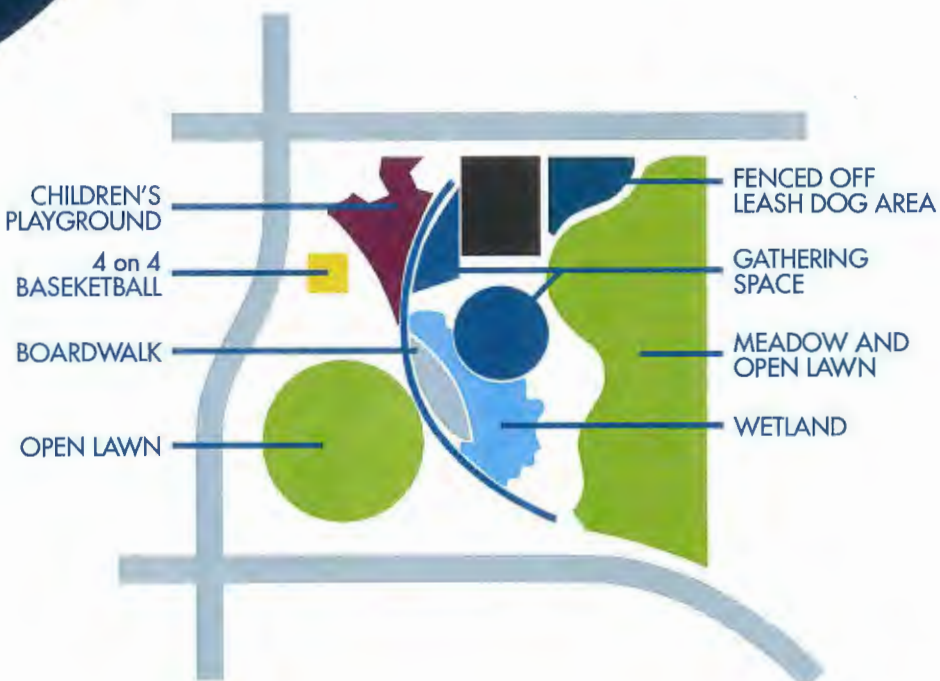 CHILDREN'S
PLAYGROUND
4 on 4
BASEKETBALL
BOARDWALK
OPEN LAWN
FENCED OFF
LEASH DOG AREA
GATHERING
SPACE
MEADOW AND
OPEN LAWN
WETLAND